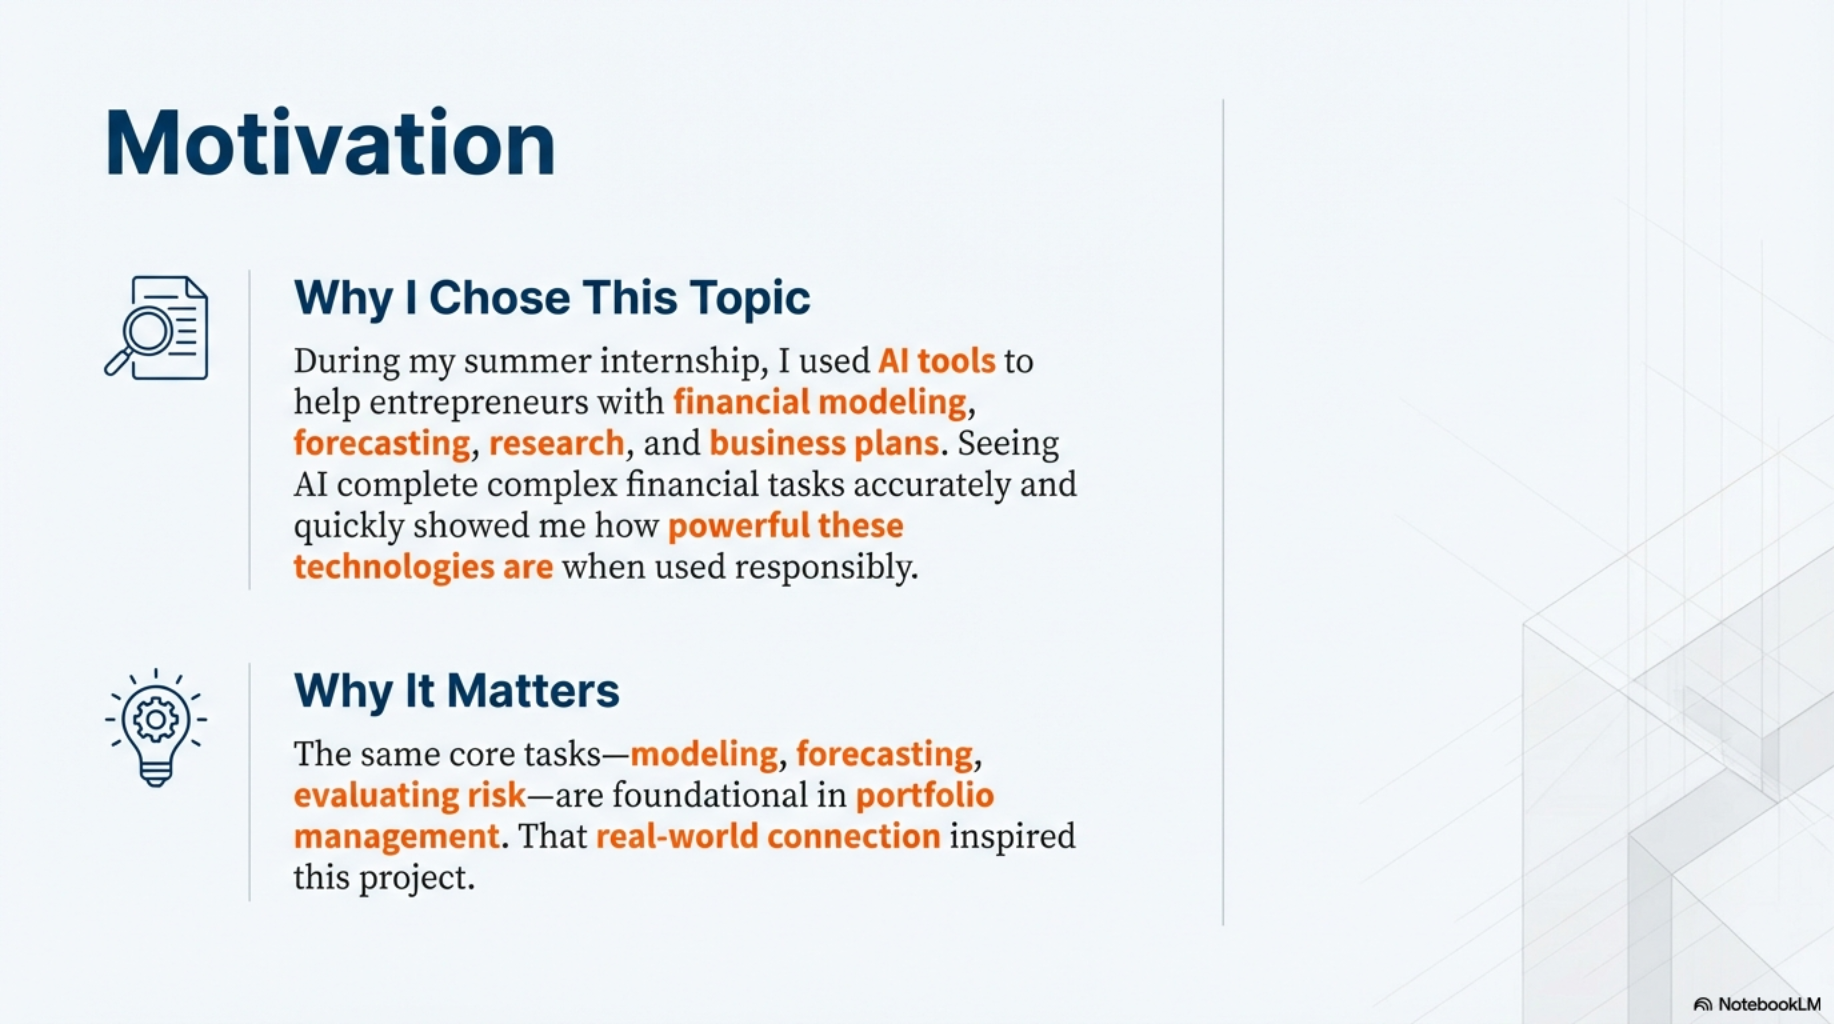 Motivation
Why I Chose This Topic
During my summer internship, I used AI tools to
help entrepreneurs with financial modeling,
forecasting, research, and business plans. Seeing
AI complete complex financial tasks accurately and
quickly showed me how powerful these
technologies are when used responsibly.
Why It Matters
The same core tasks—modeling, forecasting,
evaluating risk—are foundational in portfolio
management. That real-world connection inspired
this project.
NotebookLM